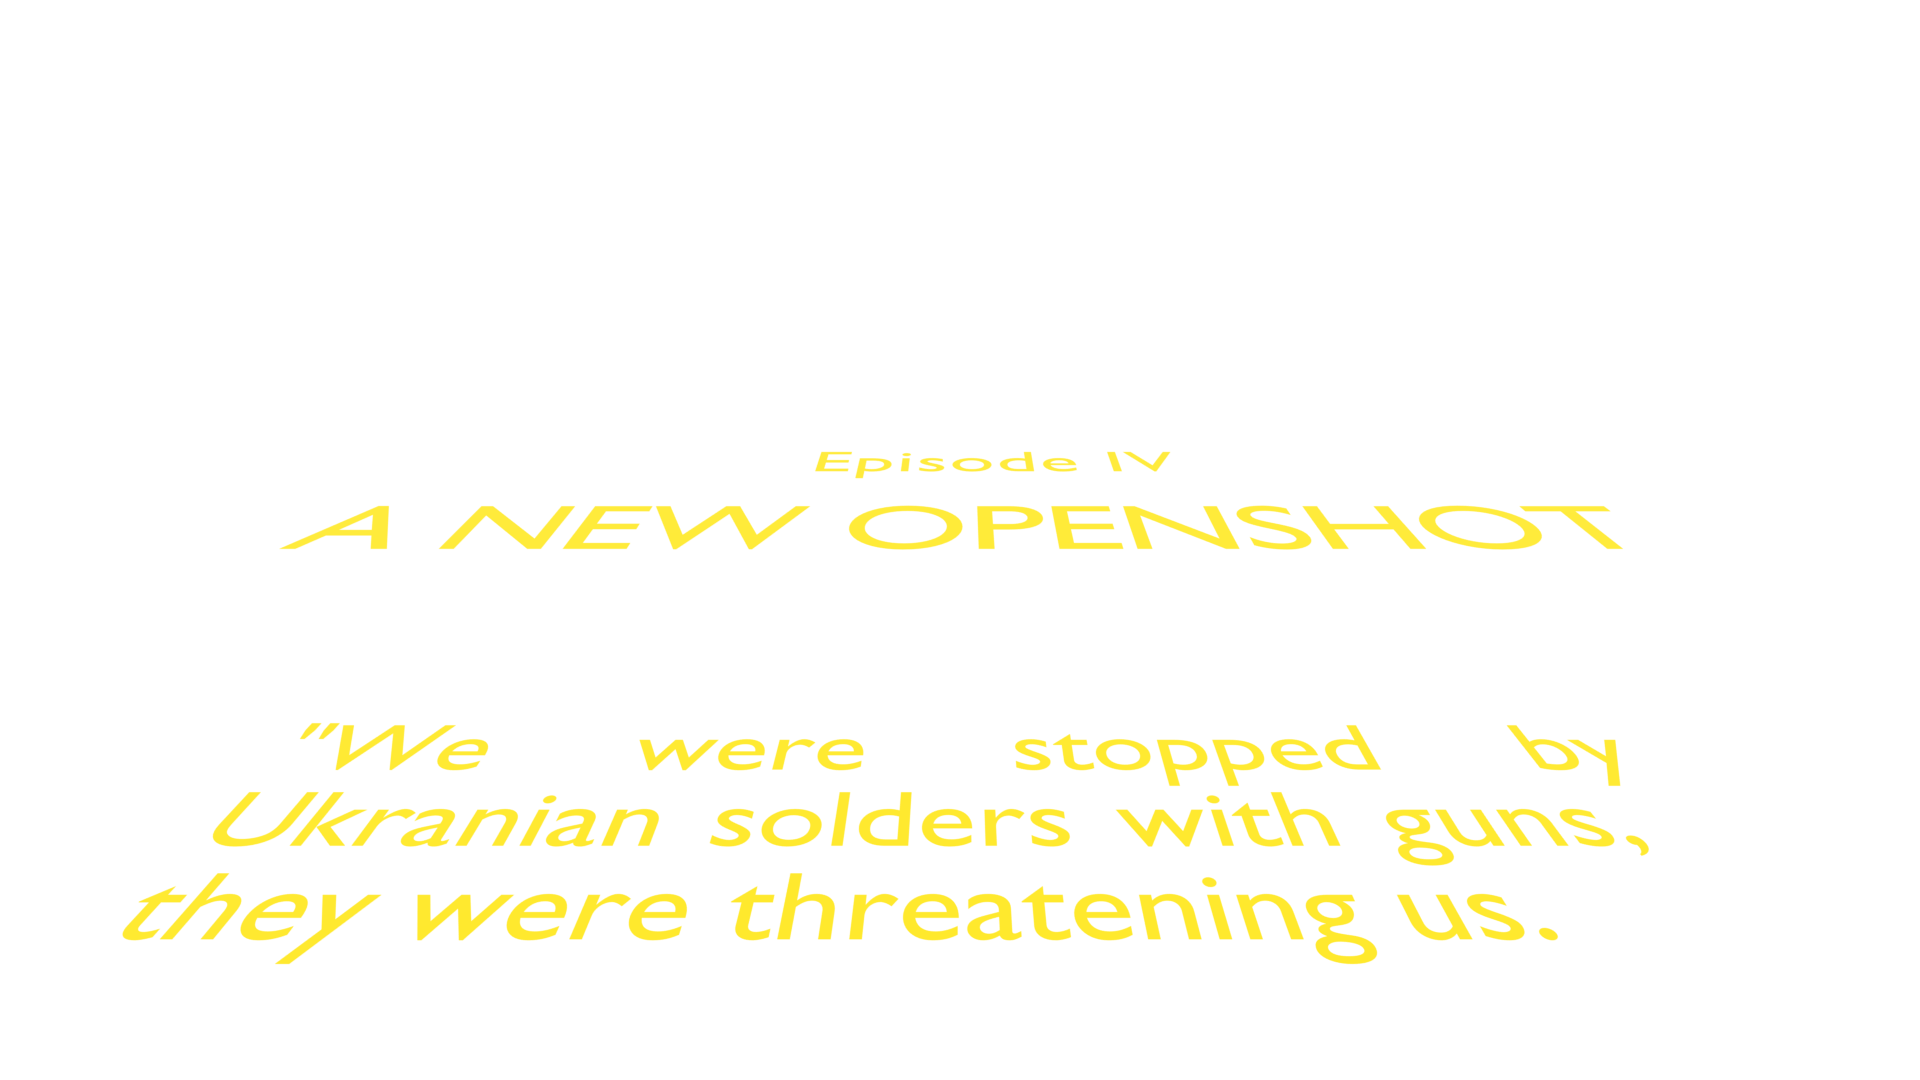 Episode IV
A NEW OPENSHOT
"We were stopped by
Ukranian solders with guns,
they were threatening us.